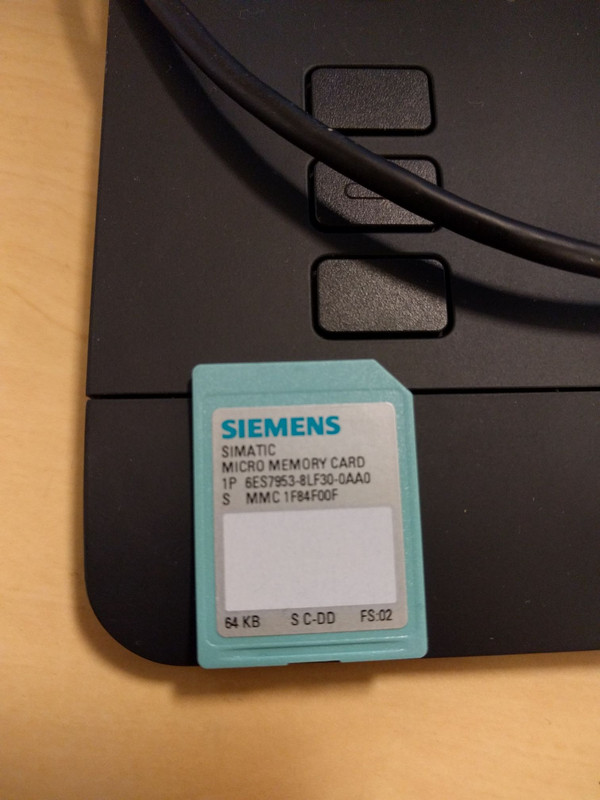 SIEMENS
SIMATIC
MICRO MEMORY CARD
1P 6ES7953-8LF30-0AA0
S MMC 1F84F00F
64 KB S C-DD FS:02